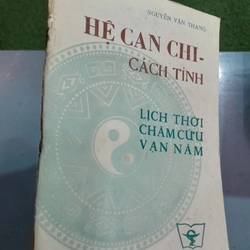 NGUYỄN VĂN THANG
HỆ CAN CHI-
CÁCH TÍNH
LỊCH THỜI
CHÂM CỨU
VẠN NĂM